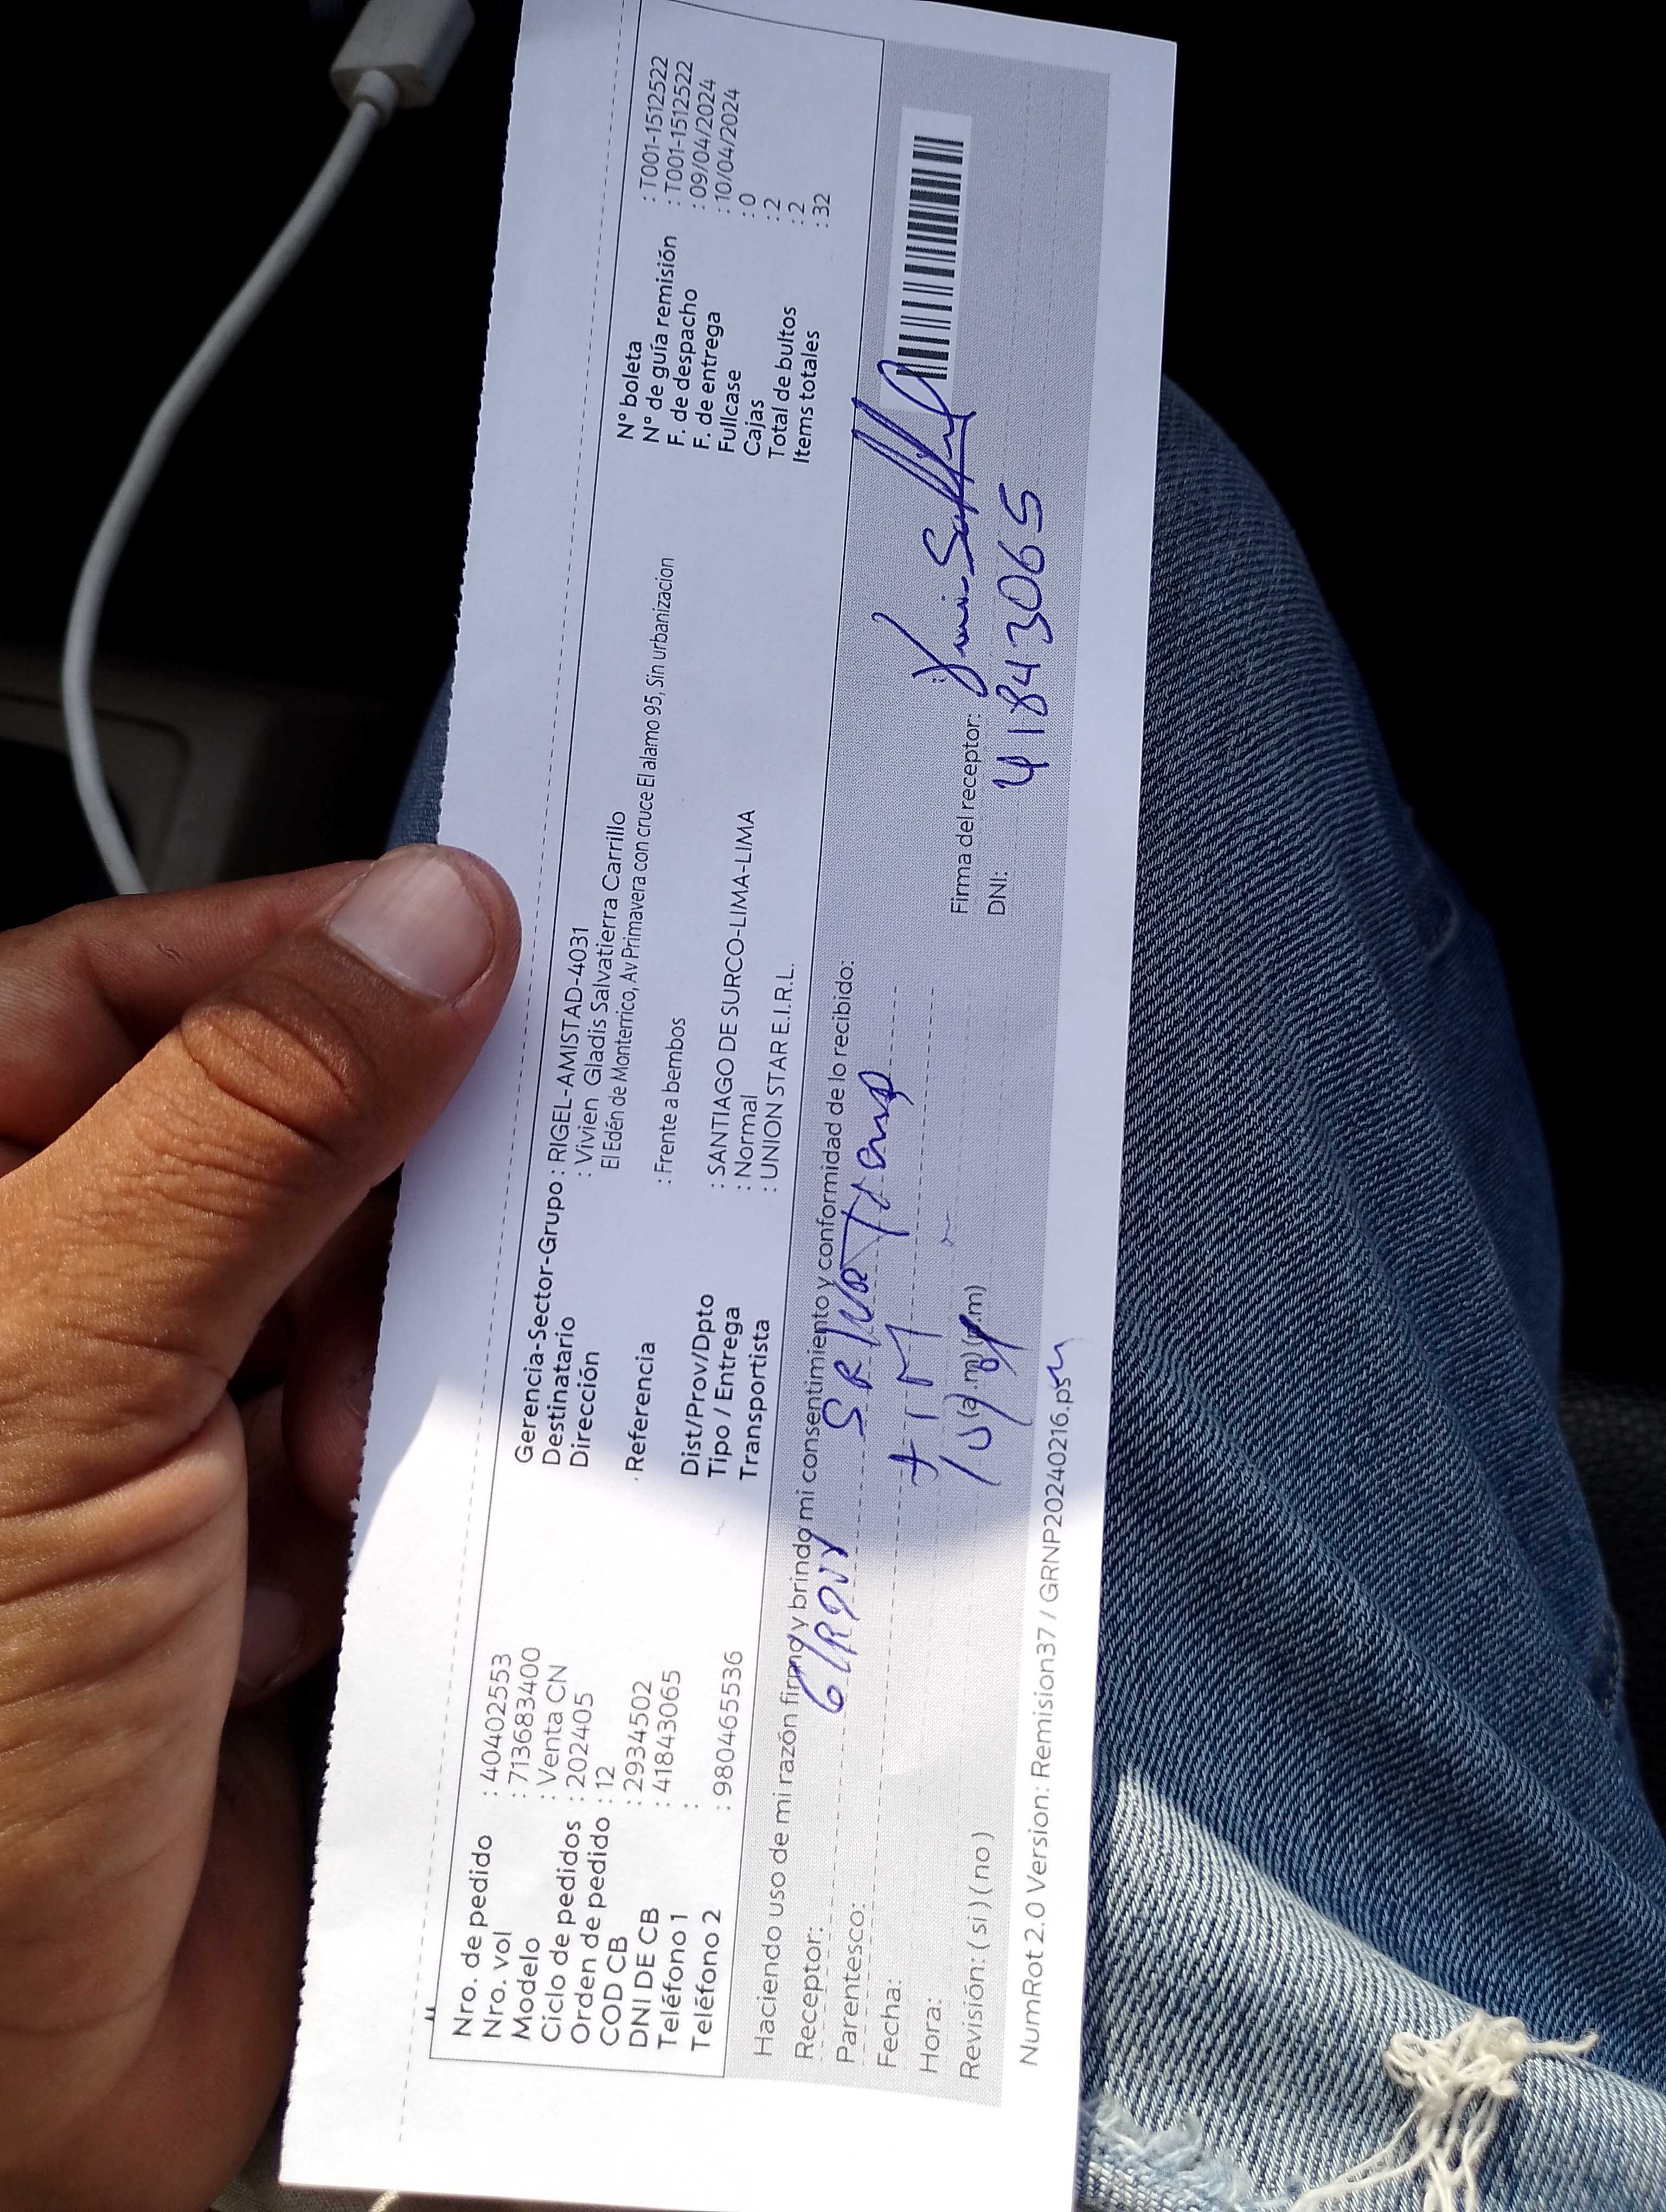 Nro. de pedido : 40402553
Nro. vol : 713683400
Modelo : Venta CN
Ciclo de pedidos : 202405
Orden de pedido : 12
COD CB : 2934502
DNI DE CB : 41843065
Teléfono 1 :
Teléfono 2 : 980465536
Gerencia-Sector-Grupo : RIGEL-AMISTAD-4031
Destinatario : Vivien Gladis Salvatierra Carrillo
Dirección El Edén de Monterrico, Av Primavera con cruce El alamo 95, Sin urbanizacion
Referencia : Frente a bembos
Dist/Prov/Dpto : SANTIAGO DE SURCO-LIMA-LIMA
Tipo / Entrega : Normal
Transportista : UNION STAR E.I.R.L.
N° boleta : T001-1512522
N° de guía remisión : T001-1512522
F. de despacho : 09/04/2024
F. de entrega : 10/04/2024
Fullcase : 0
Cajas : 2
Total de bultos : 2
Items totales : 32
Haciendo uso de mi razón firmo y brindo mi consentimiento y conformidad de lo recibido:
Receptor:
Parentesco:
Fecha:
Hora: (a.m) (p.m)
Revisión: ( si ) ( no )
Firma del receptor:
DNI: 41843065
NumRot 2.0 Version: Remision37 / GRNP20240216.ps